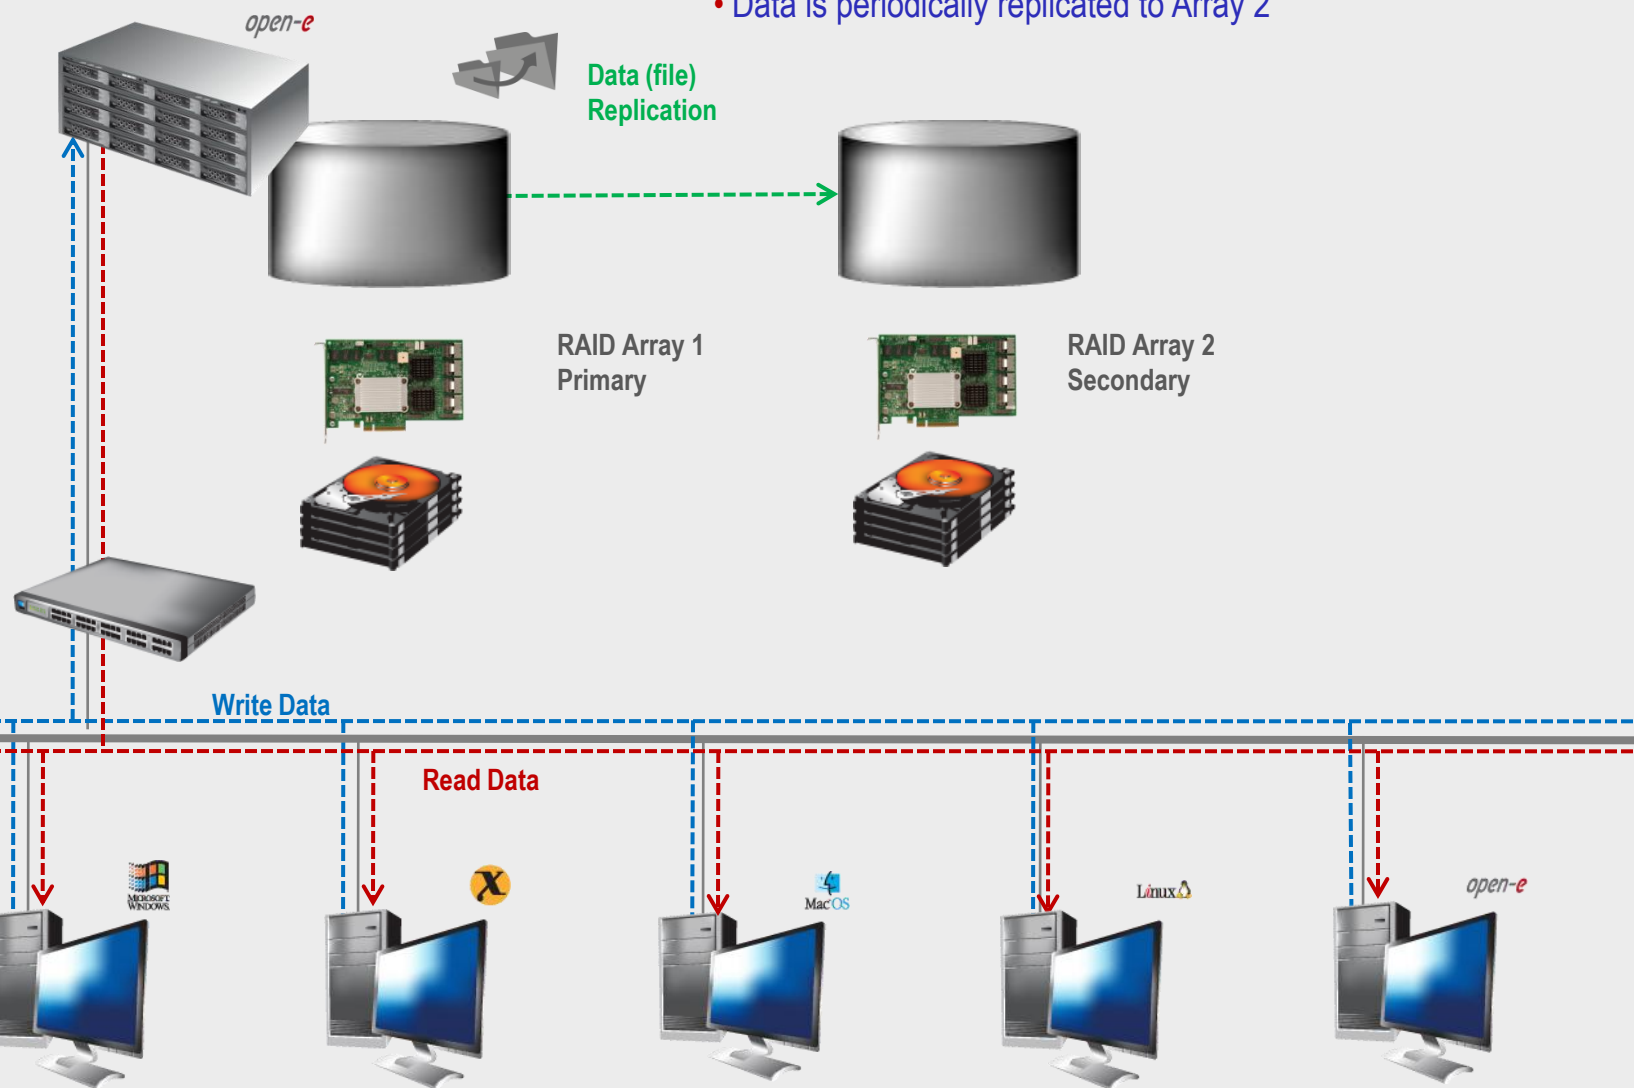 • Data is periodically replicated to Array 2
open-e
Data (file)
Replication
RAID Array 1
Primary
RAID Array 2
Secondary
Write Data
Read Data
MICROSOFT
WINDOWS.
X
Mac OS
Linux
open-e